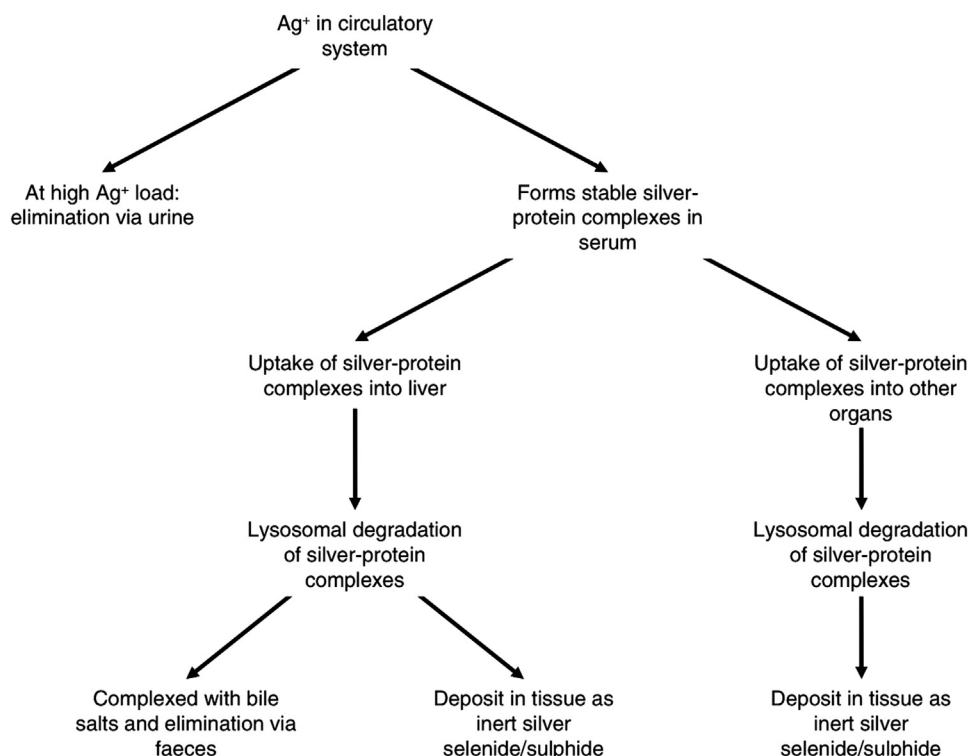 Ag⁺ in circulatory
system
At high Ag⁺ load:
elimination via urine
Forms stable silver-
protein complexes in
serum
Uptake of silver-protein
complexes into liver
Uptake of silver-protein
complexes into other
organs
Lysosomal degradation
of silver-protein
complexes
Lysosomal degradation
of silver-protein
complexes
Complexed with bile
salts and elimination via
faeces
Deposit in tissue as
inert silver
selenide/sulphide
Deposit in tissue as
inert silver
selenide/sulphide